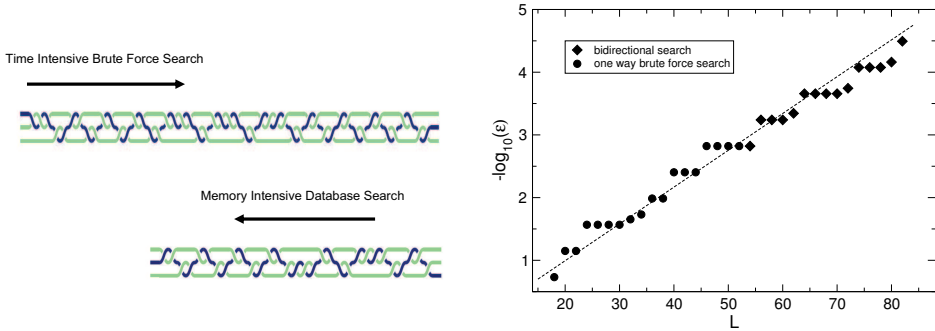 Time Intensive Brute Force Search
Memory Intensive Database Search
5
4
3
2
1
-log10(ε)
bidirectional search
one way brute force search
20 30 40 50 60 70 80
L